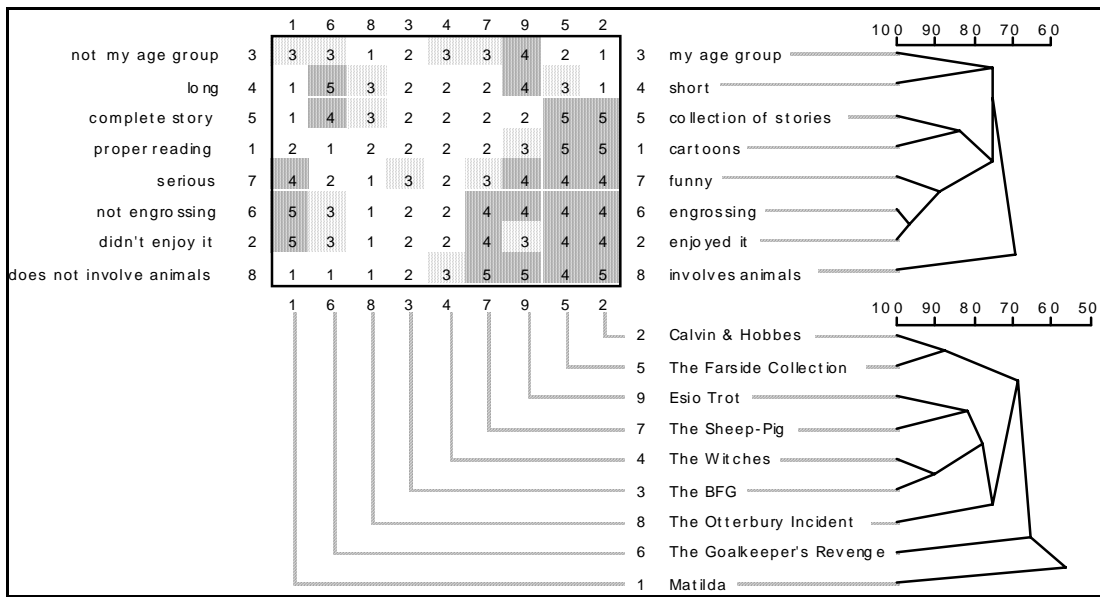 1 6 8 3 4 7 9 5 2
100 90 80 70 60
not my age group 3 3 3 1 2 3 3 4 2 1 3 my age group
long 4 1 5 3 2 2 2 4 3 1 4 short
complete story 5 1 4 3 2 2 2 2 5 5 5 collection of stories
proper reading 1 2 1 2 2 2 2 3 5 5 1 cartoons
serious 7 4 2 1 3 2 3 4 4 4 7 funny
not engrossing 6 5 3 1 2 2 4 4 4 4 6 engrossing
didn't enjoy it 2 5 3 1 2 2 4 3 4 4 2 enjoyed it
does not involve animals 8 1 1 1 2 3 5 5 4 5 8 involves animals
1 6 8 3 4 7 9 5 2
100 90 80 70 60 50
2 Calvin & Hobbes
5 The Farside Collection
9 Esio Trot
7 The Sheep-Pig
4 The Witches
3 The BFG
8 The Otterbury Incident
6 The Goalkeeper's Revenge
1 Matilda